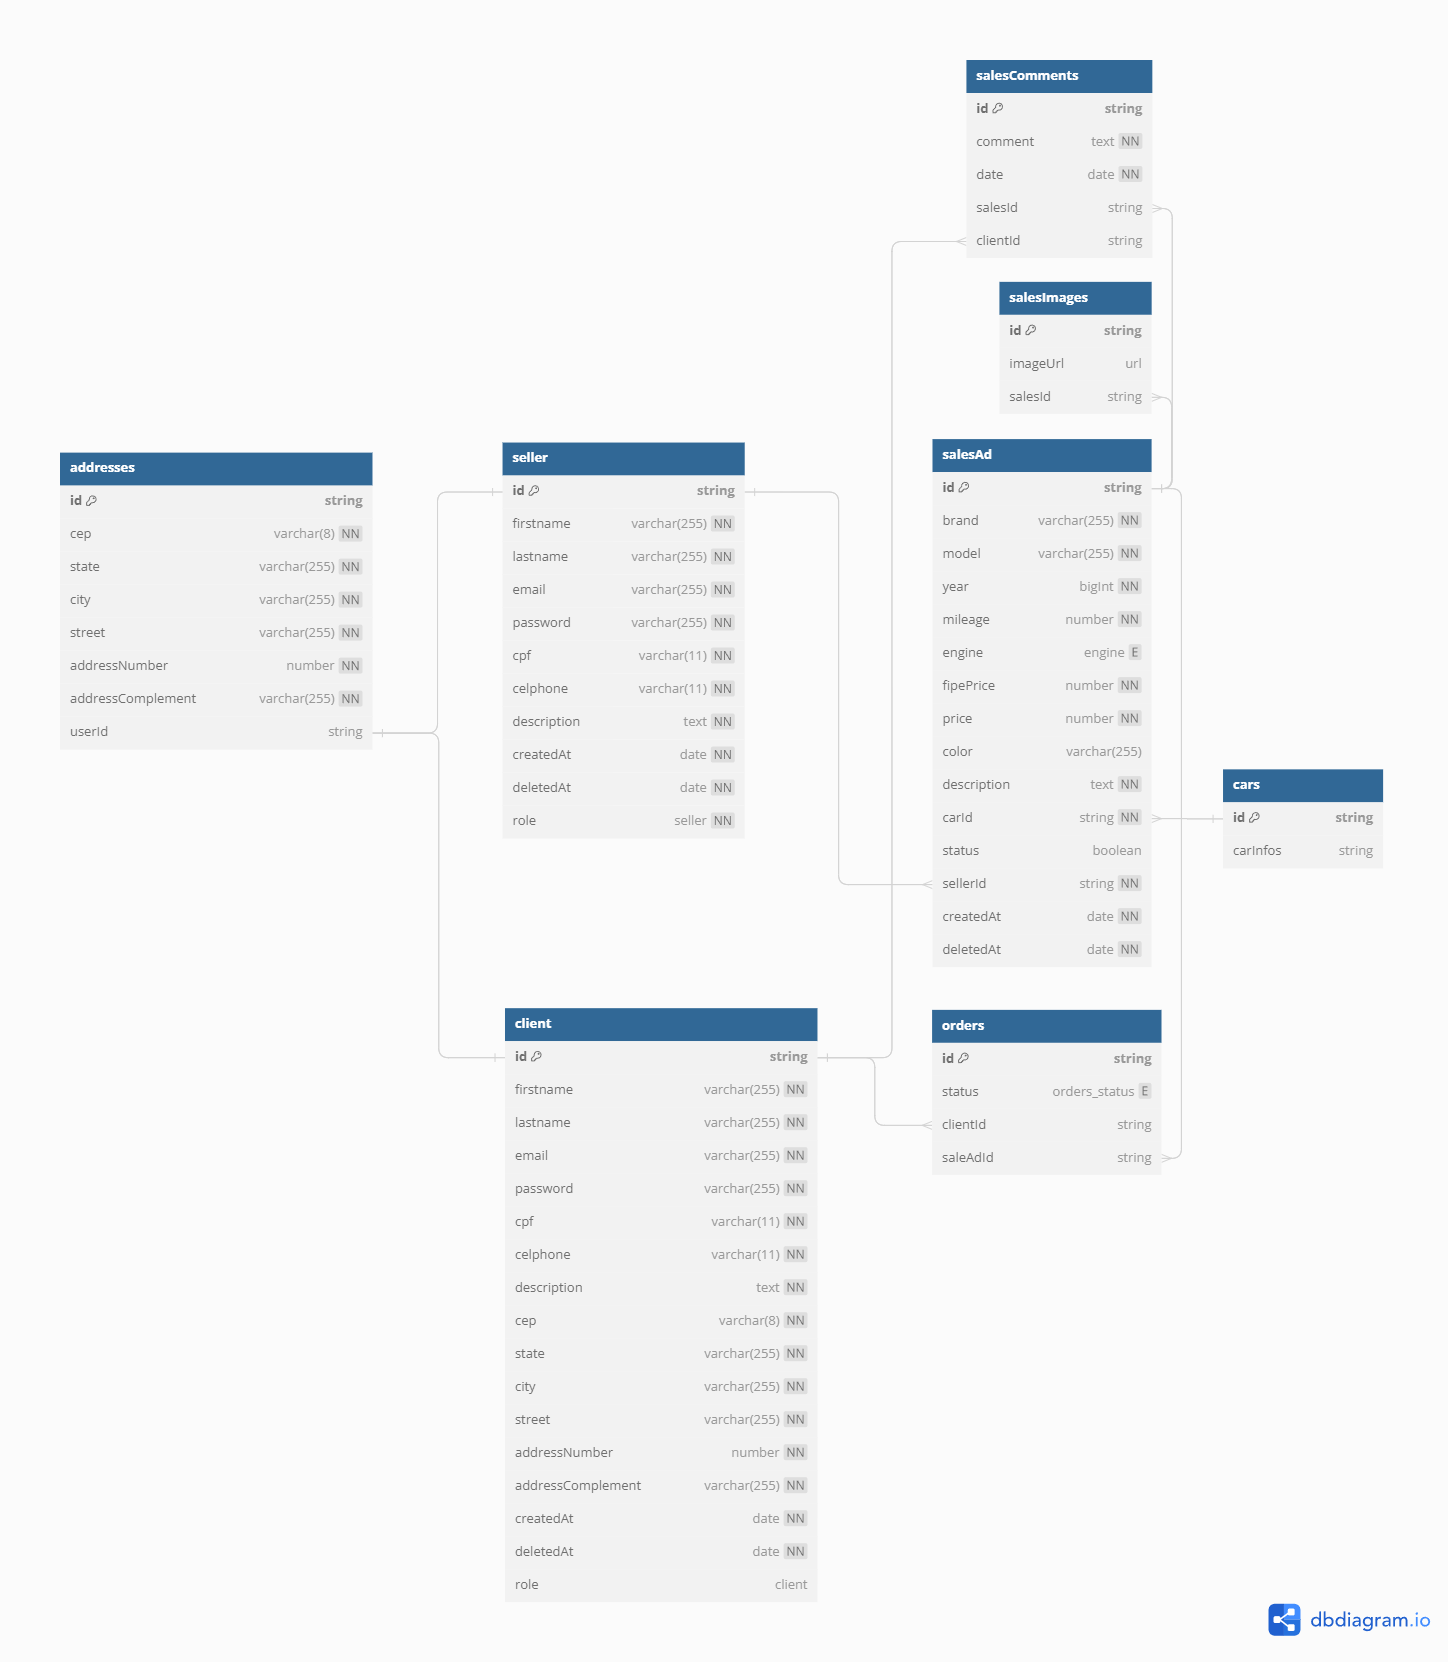 salesComments
id string
comment text NN
date date NN
salesId string
clientId string
salesImages
id string
imageUrl url
salesId string
addresses
id string
cep varchar(8) NN
state varchar(255) NN
city varchar(255) NN
street varchar(255) NN
addressNumber number NN
addressComplement varchar(255) NN
userId string
seller
id string
firstname varchar(255) NN
lastname varchar(255) NN
email varchar(255) NN
password varchar(255) NN
cpf varchar(11) NN
celphone varchar(11) NN
description text NN
createdAt date NN
deletedAt date NN
role seller NN
salesAd
id string
brand varchar(255) NN
model varchar(255) NN
year bigInt NN
mileage number NN
engine engine E
fipePrice number NN
price number NN
color varchar(255)
description text NN
carId string NN
status boolean
sellerId string NN
createdAt date NN
deletedAt date NN
cars
id string
carInfos string
client
id string
firstname varchar(255) NN
lastname varchar(255) NN
email varchar(255) NN
password varchar(255) NN
cpf varchar(11) NN
celphone varchar(11) NN
description text NN
cep varchar(8) NN
state varchar(255) NN
city varchar(255) NN
street varchar(255) NN
addressNumber number NN
addressComplement varchar(255) NN
createdAt date NN
deletedAt date NN
role client
orders
id string
status orders_status E
clientId string
saleAdId string
dbdiagram.io